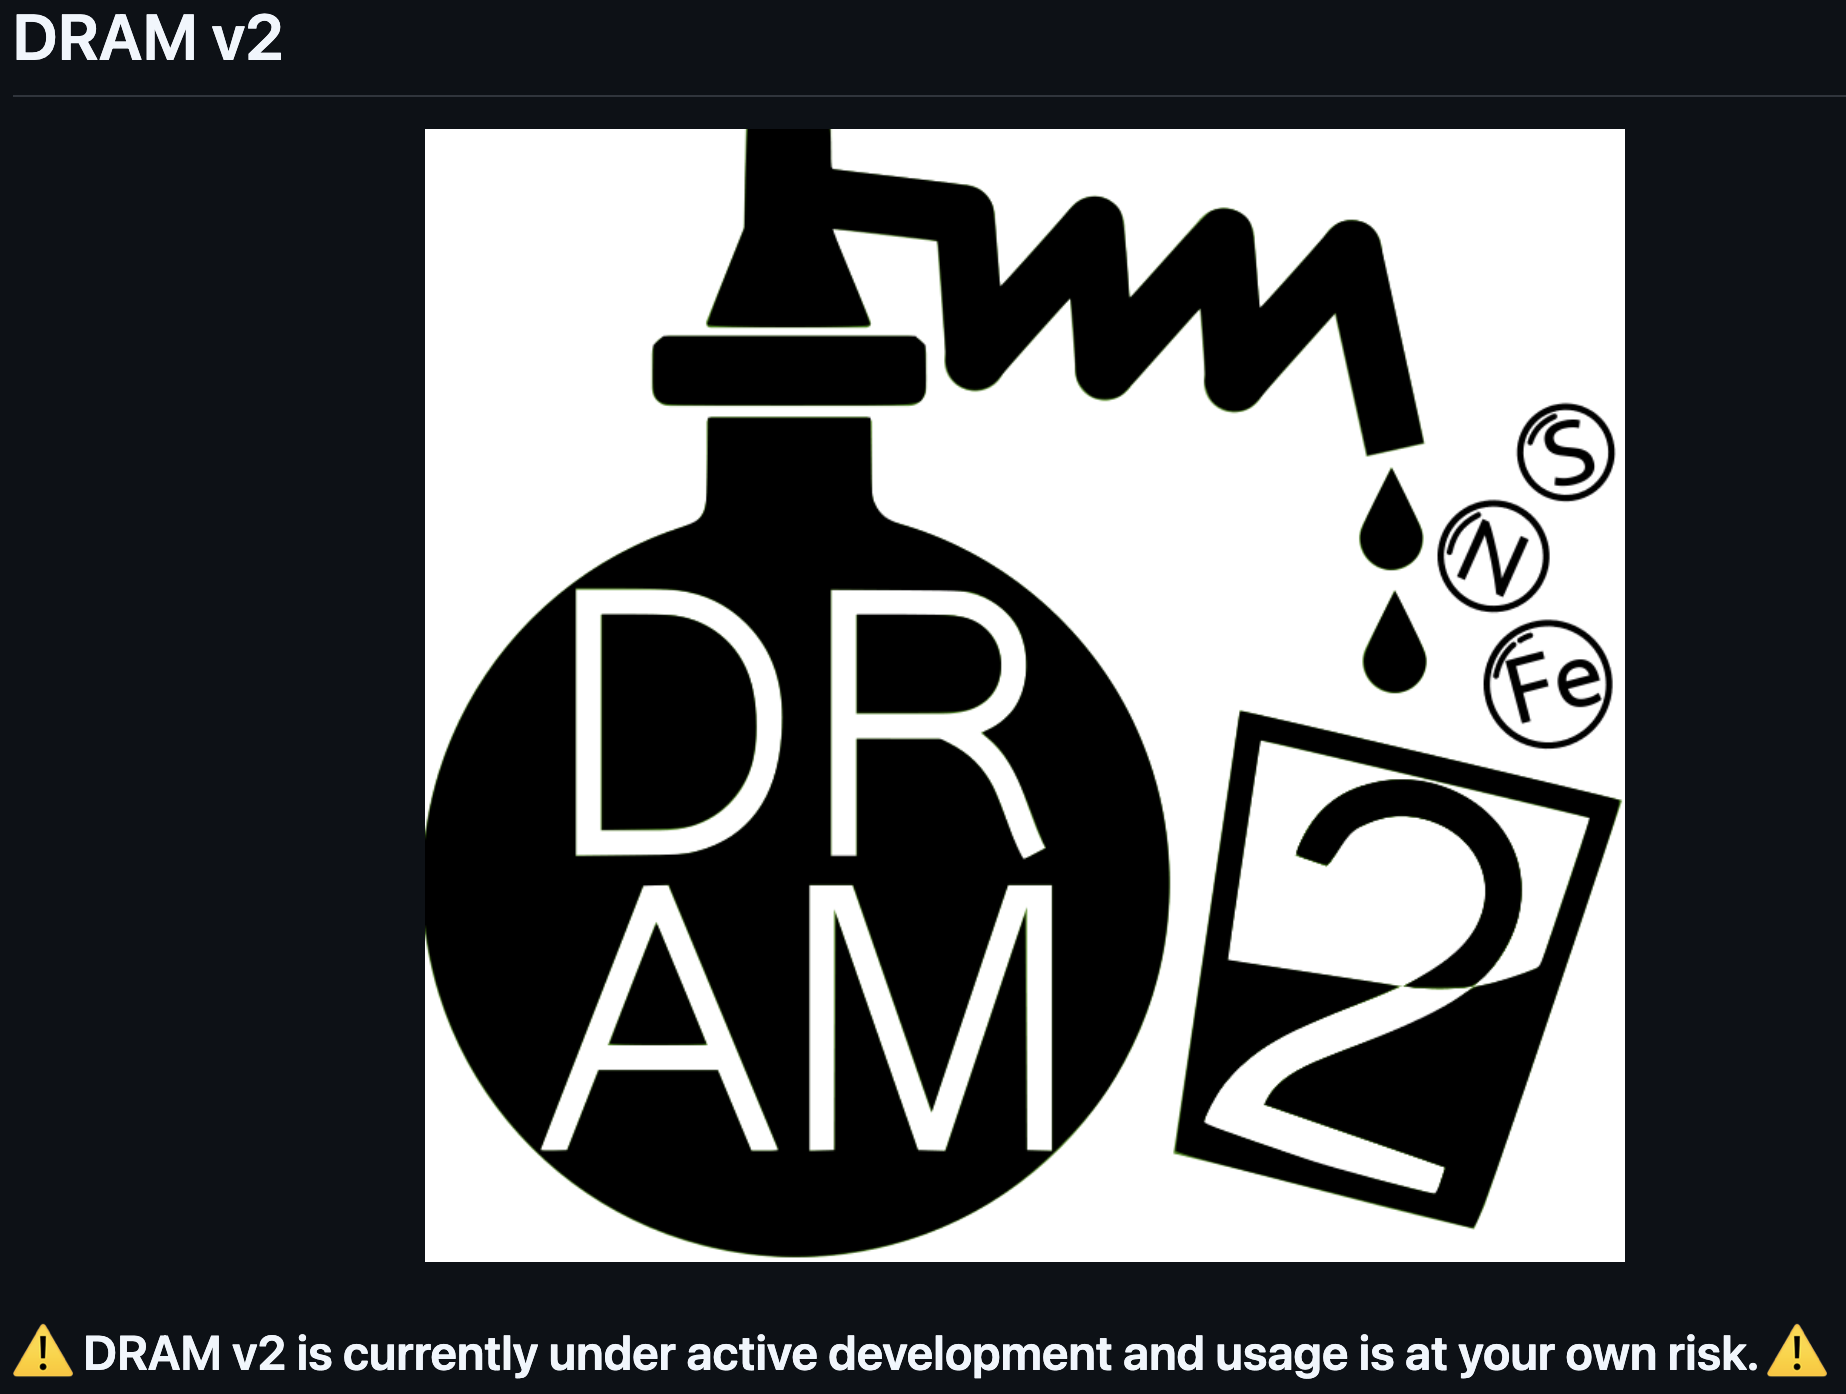 DRAM v2
DR
AM
S
N
Fe
2
⚠️ DRAM v2 is currently under active development and usage is at your own risk. ⚠️